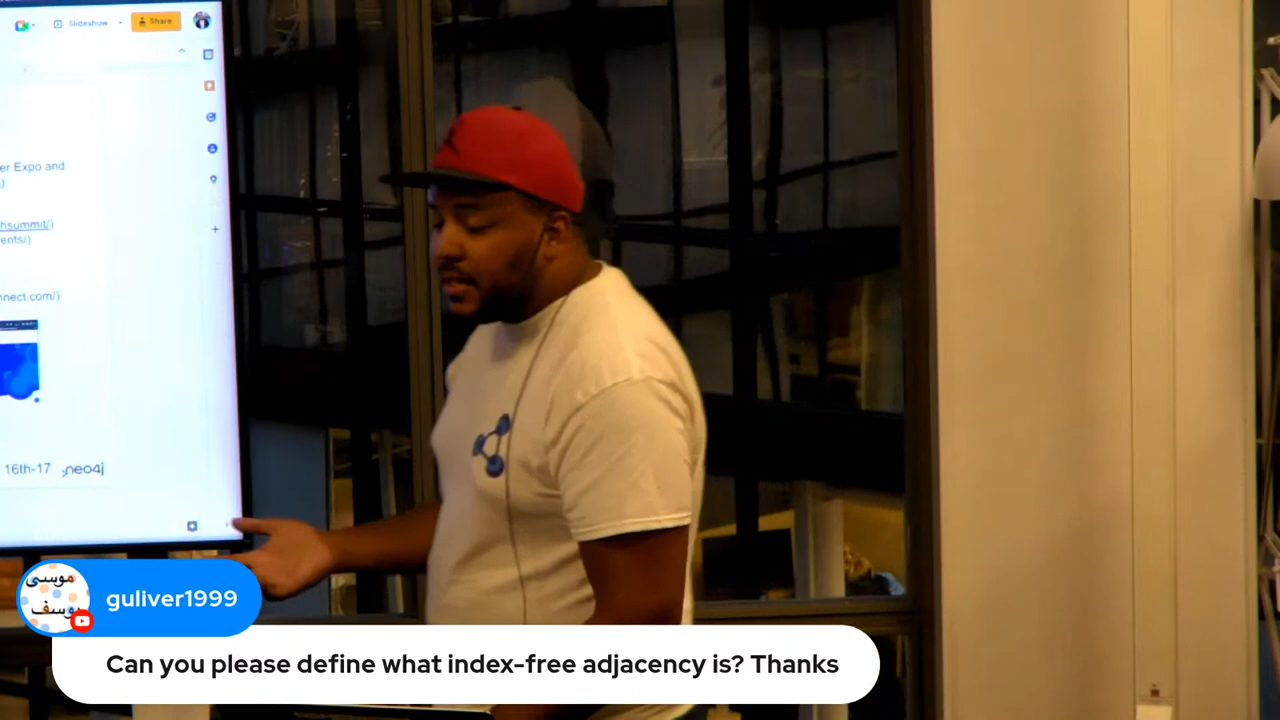 Slideshow
Share
er Expo and
)
hsummit/)
ents/)
nnect.com/)
16th-17
neo4j
موسى
يوسف
guliver1999
Can you please define what index-free adjacency is? Thanks